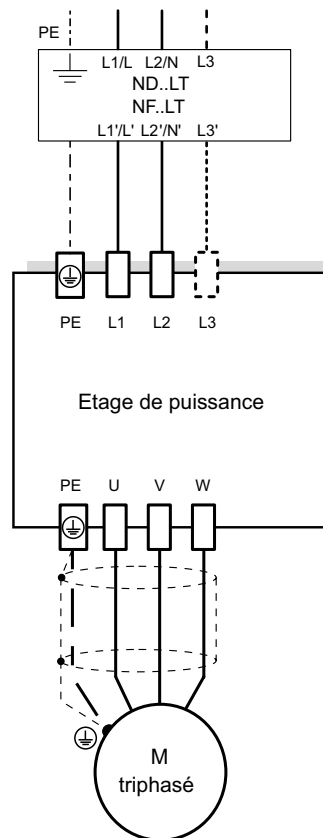 PE
L1/L L2/N L3
ND..LT
NF..LT
L1'/L' L2'/N' L3'
PE L1 L2 L3
Etage de puissance
PE U V W
M
triphasé